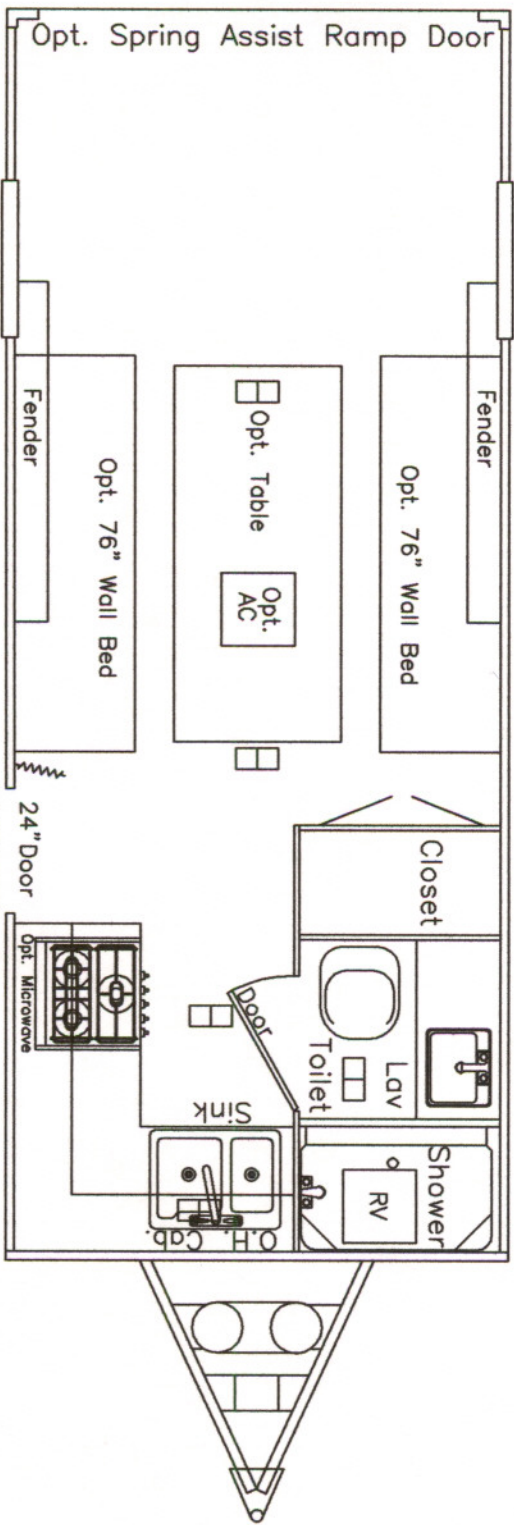 Opt. Spring Assist Ramp Door
Fender
Fender
Opt. 76" Wall Bed
Opt. Table
Opt. 76" Wall Bed
Opt.
AC
24"Door
Closet
Opt. Microwave
Door
Toilet
Lav
Sink
Shower
RV
O.H. Cab.